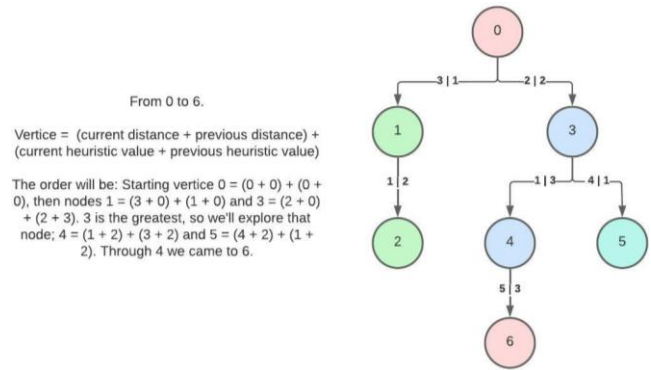 From 0 to 6.
Vertice = (current distance + previous distance) +
(current heuristic value + previous heuristic value)
The order will be: Starting vertice 0 = (0 + 0) + (0 +
0), then nodes 1 = (3 + 0) + (1 + 0) and 3 = (2 + 0)
+ (2 + 3). 3 is the greatest, so we'll explore that
node; 4 = (1 + 2) + (3 + 2) and 5 = (4 + 2) + (1 +
2). Through 4 we came to 6.
0
3 | 1
2 | 2
1
3
1 | 2
1 | 3
4 | 1
2
4
5
5 | 3
6